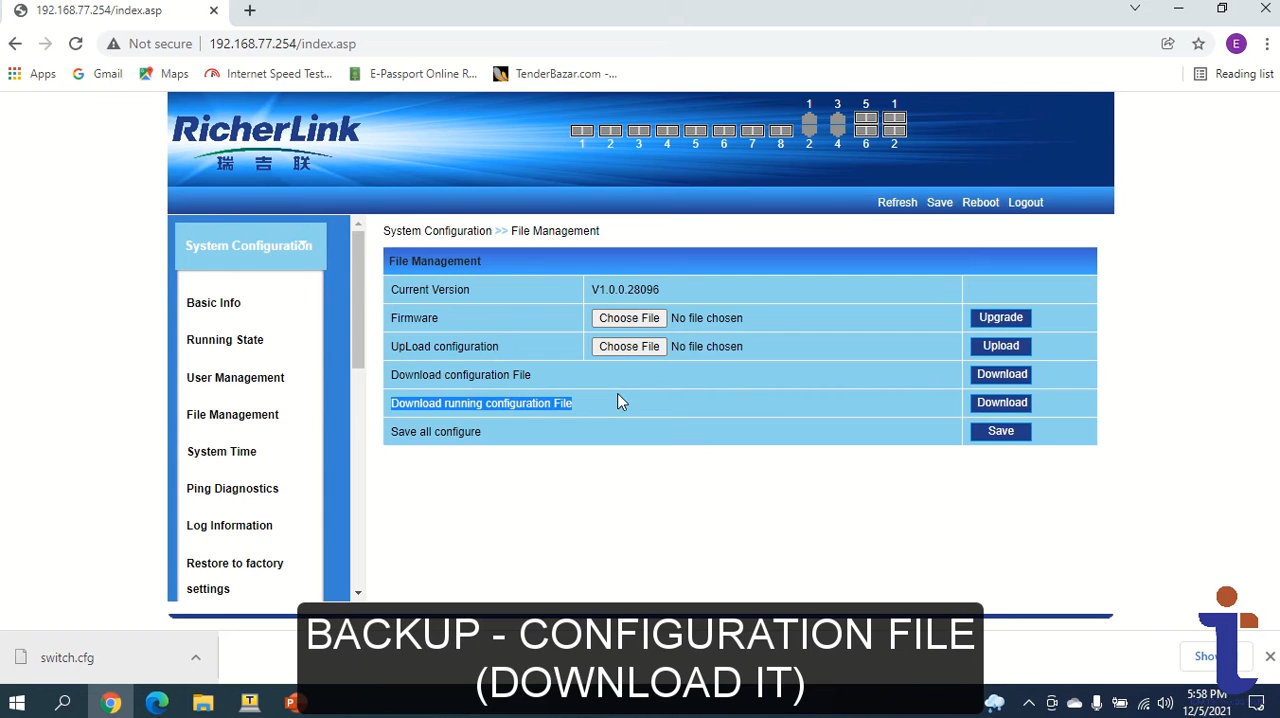 192.168.77.254/index.asp
Not secure
192.168.77.254/index.asp
E
Apps
Gmail
Maps
Internet Speed Test...
E-Passport Online R...
TenderBazar.com -...
Reading list
RicherLink
瑞吉联
1 3 5 1
1 2 3 4 5 6 7 8 2 4 6 2
Refresh Save Reboot Logout
System Configuration
Basic Info
Running State
User Management
File Management
System Time
Ping Diagnostics
Log Information
Restore to factory
settings
System Configuration >> File Management
File Management
Current Version V1.0.0.28096
Firmware Choose File No file chosen Upgrade
UpLoad configuration Choose File No file chosen Upload
Download configuration File Download
Download running configuration File Download
Save all configure Save
BACKUP - CONFIGURATION FILE
(DOWNLOAD IT)
switch.cfg
5:58 PM
12/5/2021